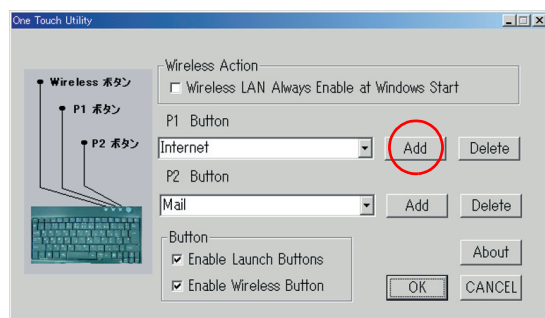 One Touch Utility
Wireless ボタン
P1 ボタン
P2 ボタン
Wireless Action
Wireless LAN Always Enable at Windows Start
P1 Button
Internet
Add
Delete
P2 Button
Mail
Add
Delete
Button
Enable Launch Buttons
Enable Wireless Button
About
OK
CANCEL